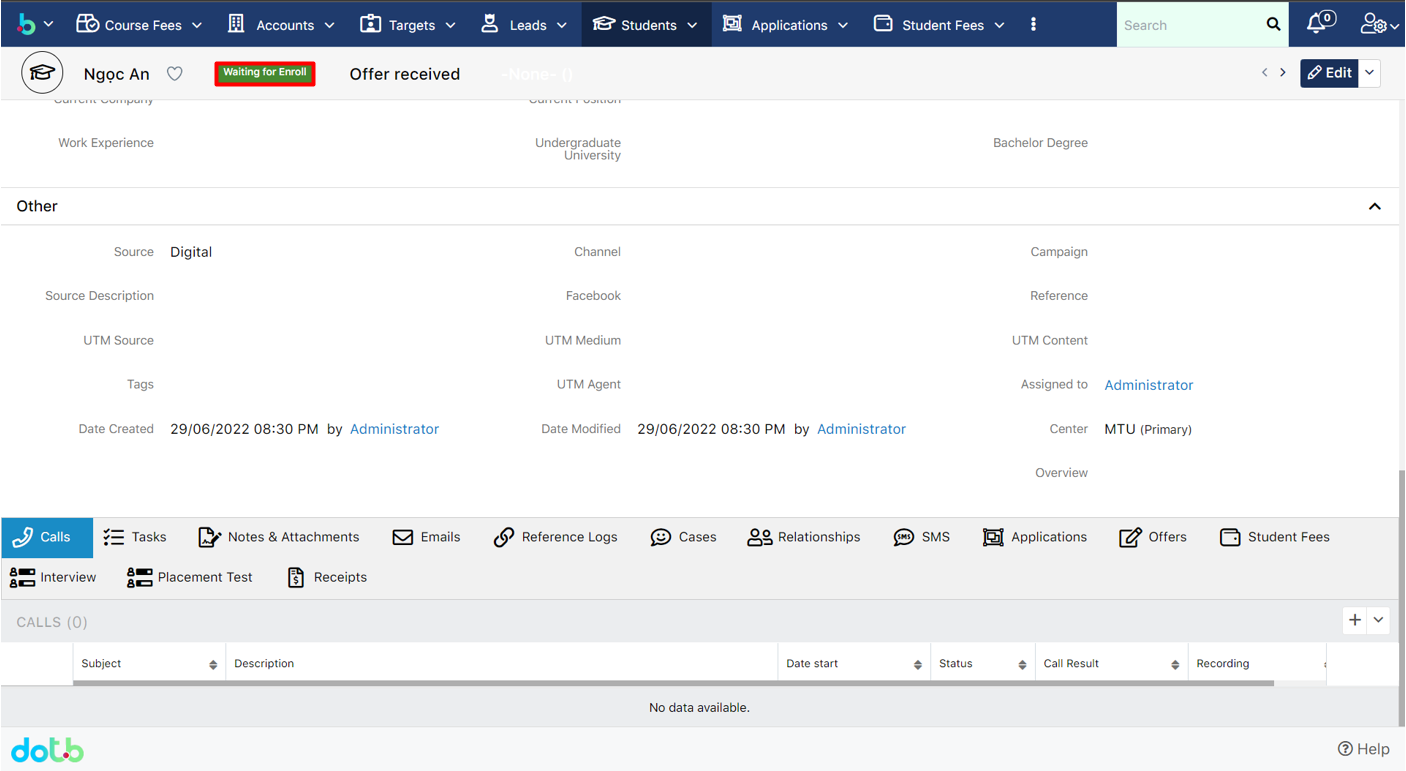 Course Fees Accounts Targets Leads Students Applications Student Fees Search 0
Ngọc An Waiting for Enroll Offer received -None- () Edit
Current Company Current Position
Work Experience Undergraduate University Bachelor Degree
Other
Source Digital Channel Campaign
Source Description Facebook Reference
UTM Source UTM Medium UTM Content
Tags UTM Agent Assigned to Administrator
Date Created 29/06/2022 08:30 PM by Administrator Date Modified 29/06/2022 08:30 PM by Administrator Center MTU (Primary)
Overview
Calls Tasks Notes & Attachments Emails Reference Logs Cases Relationships SMS SMS Applications Offers Student Fees
Interview Placement Test Receipts
CALLS (0)
Subject Description Date start Status Call Result Recording
No data available.
dotb Help